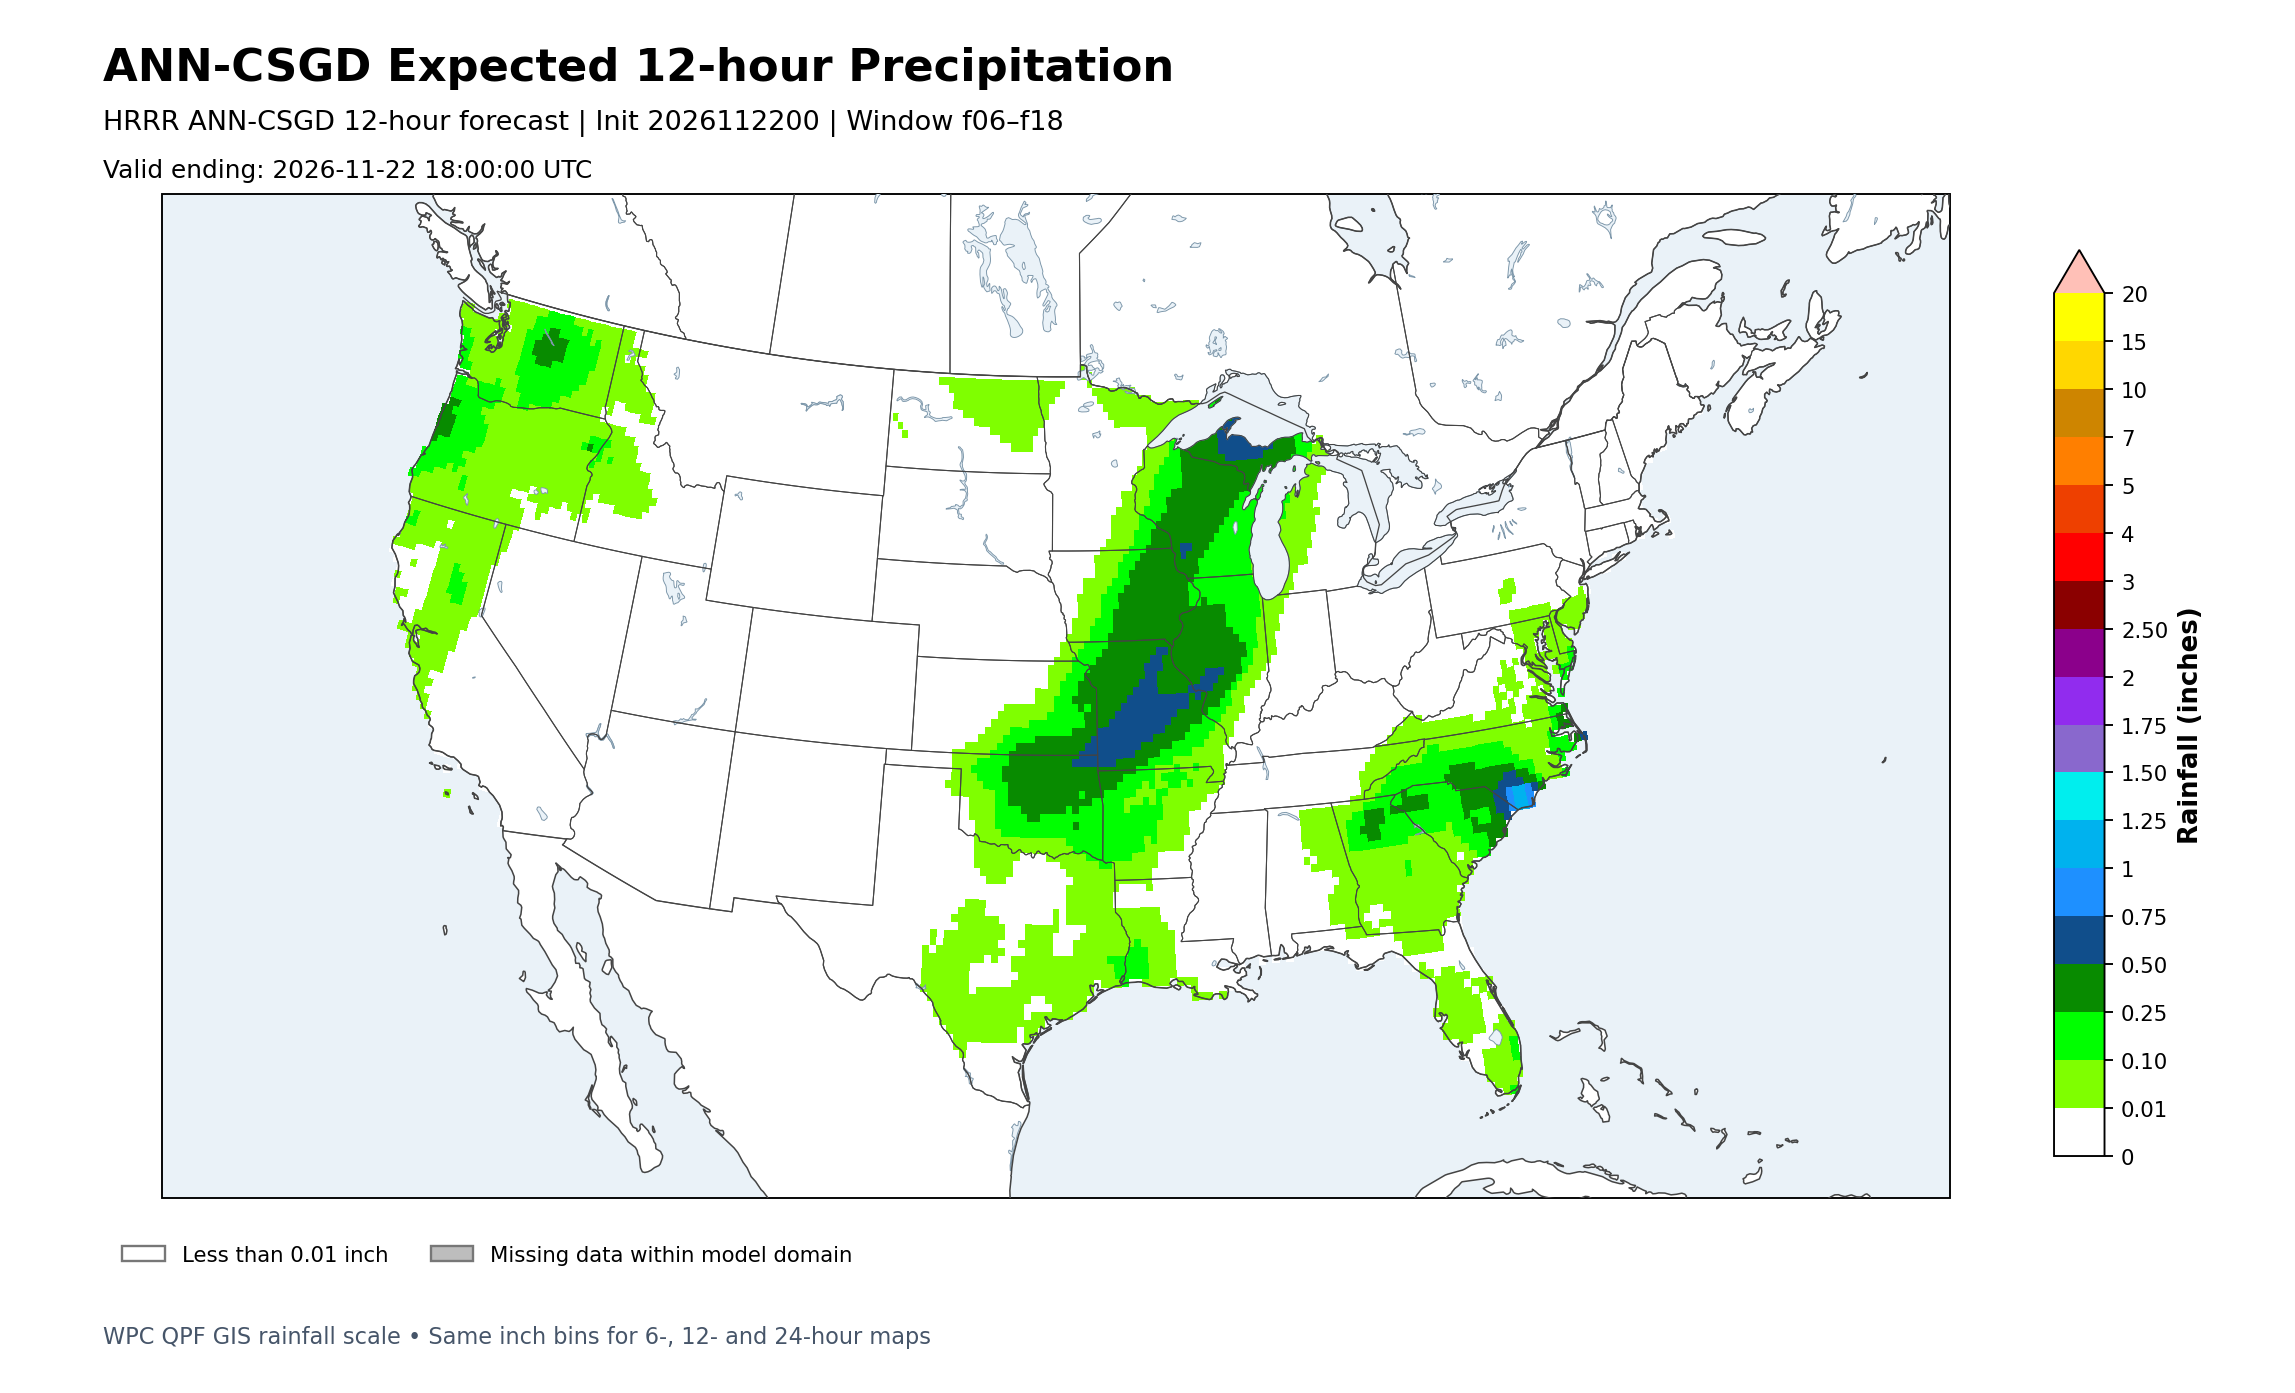 ANN-CSGD Expected 12-hour Precipitation
HRRR ANN-CSGD 12-hour forecast | Init 2026112200 | Window f06–f18
Valid ending: 2026-11-22 18:00:00 UTC
20
15
10
7
5
4
3
2.50
2
1.75
1.50
1.25
1
0.75
0.50
0.25
0.10
0.01
0
Rainfall (inches)
Less than 0.01 inch
Missing data within model domain
WPC QPF GIS rainfall scale • Same inch bins for 6-, 12- and 24-hour maps